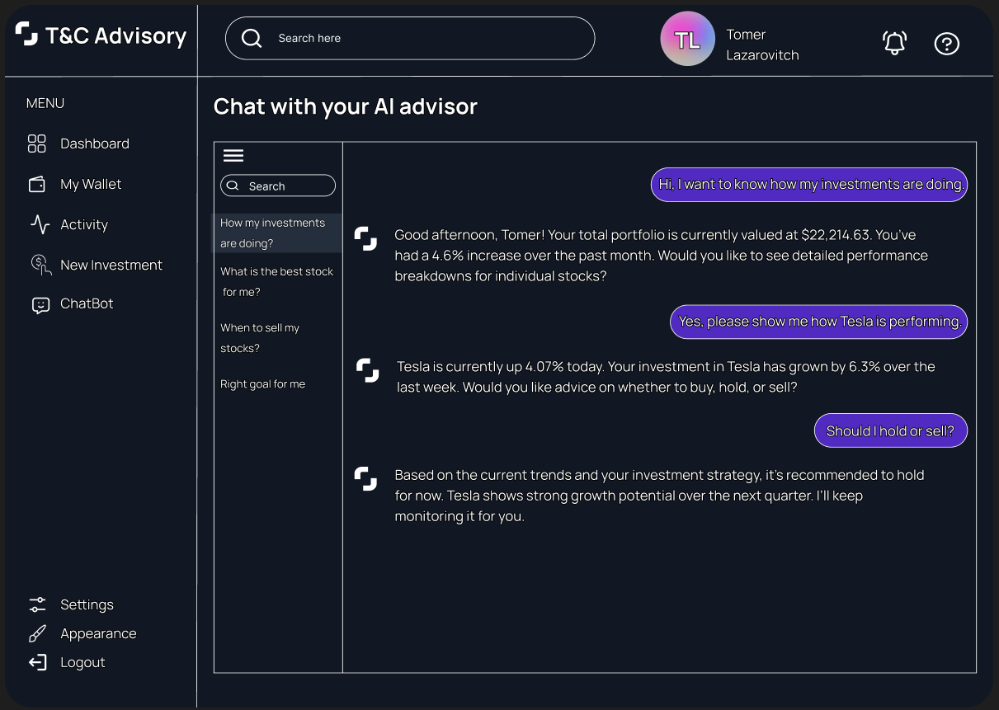 T&C Advisory
Search here
TL
Tomer
Lazarovitch
MENU
Dashboard
My Wallet
Activity
New Investment
ChatBot
Settings
Appearance
Logout
Chat with your AI advisor
Search
How my investments
are doing?
What is the best stock
for me?
When to sell my
stocks?
Right goal for me
Hi, I want to know how my investments are doing.
Good afternoon, Tomer! Your total portfolio is currently valued at $22,214.63. You've
had a 4.6% increase over the past month. Would you like to see detailed performance
breakdowns for individual stocks?
Yes, please show me how Tesla is performing.
Tesla is currently up 4.07% today. Your investment in Tesla has grown by 6.3% over the
last week. Would you like advice on whether to buy, hold, or sell?
Should I hold or sell?
Based on the current trends and your investment strategy, it's recommended to hold
for now. Tesla shows strong growth potential over the next quarter. I'll keep
monitoring it for you.